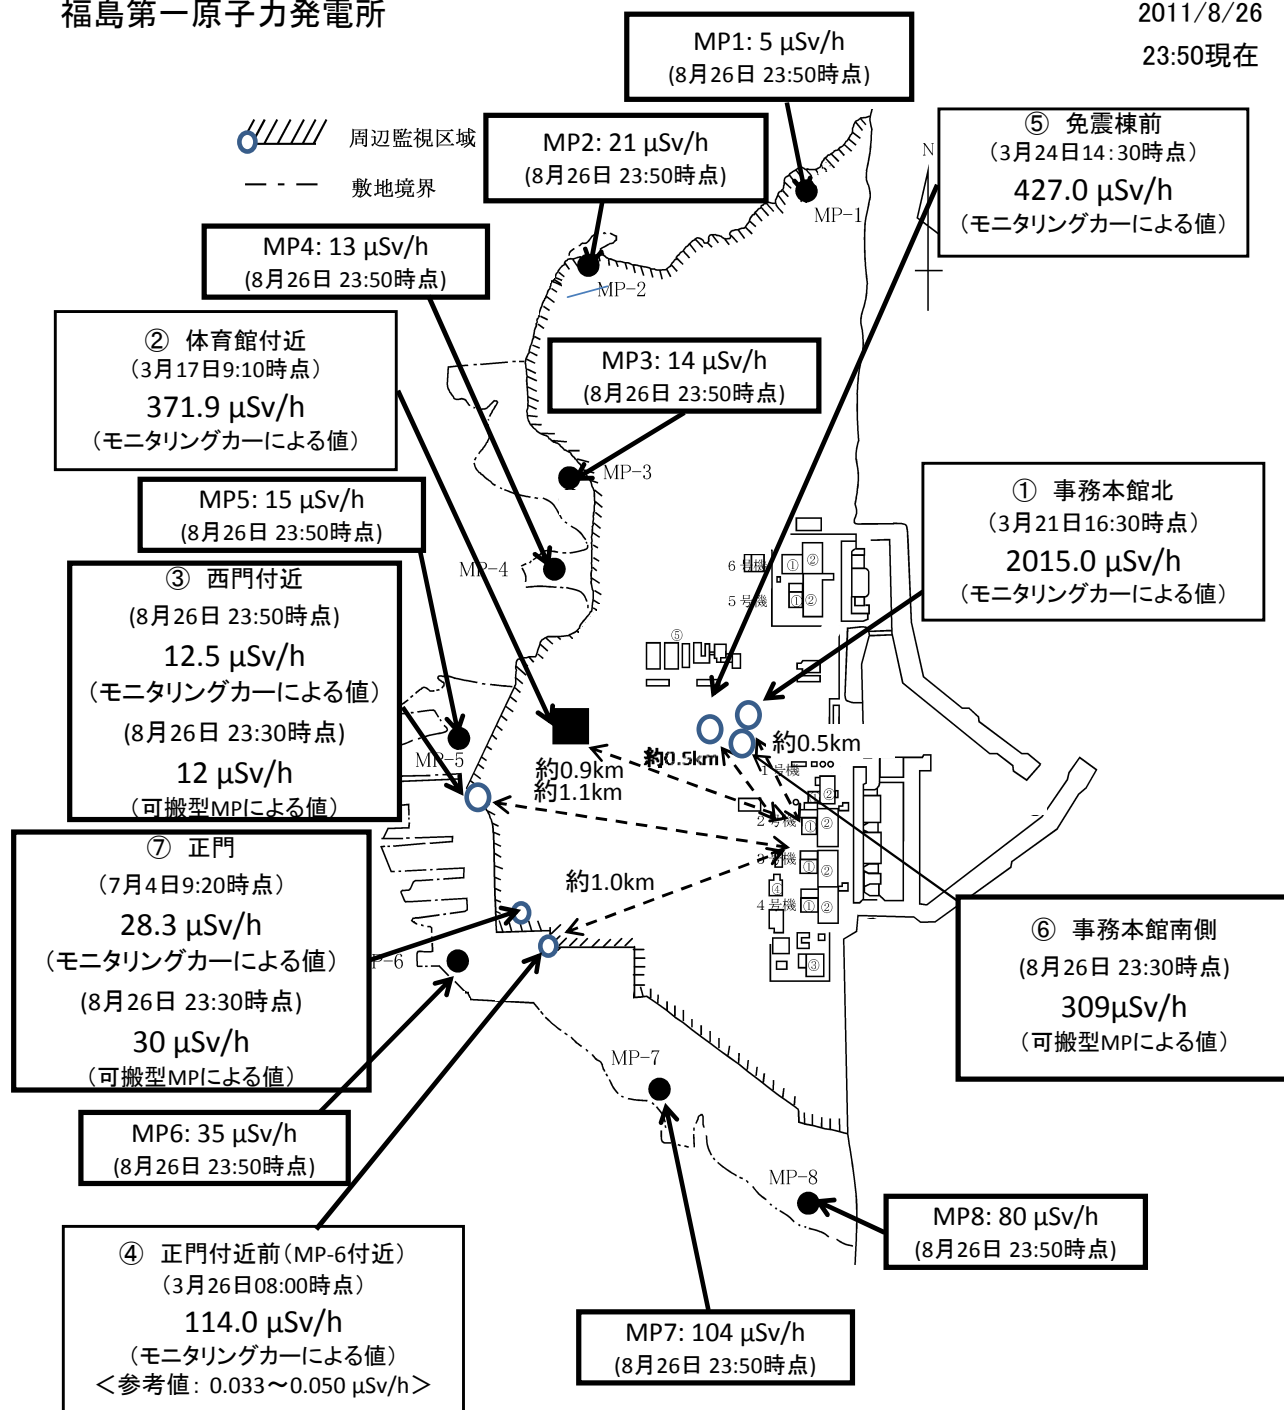 福島第一原子力発電所
2011/8/26
23:50現在
周辺監視区域
敷地境界
MP1: 5 μSv/h
(8月26日 23:50時点)
MP2: 21 μSv/h
(8月26日 23:50時点)
⑤ 免震棟前
（3月24日14:30時点）
427.0 μSv/h
（モニタリングカーによる値）
N
MP-1
MP4: 13 μSv/h
(8月26日 23:50時点)
MP-2
② 体育館付近
（3月17日9:10時点）
371.9 μSv/h
（モニタリングカーによる値）
MP3: 14 μSv/h
(8月26日 23:50時点)
MP-3
MP5: 15 μSv/h
(8月26日 23:50時点)
① 事務本館北
（3月21日16:30時点）
2015.0 μSv/h
（モニタリングカーによる値）
MP-4
6号機
① ②
5号機
① ②
⑤
③ 西門付近
(8月26日 23:50時点)
12.5 μSv/h
（モニタリングカーによる値）
(8月26日 23:30時点)
12 μSv/h
（可搬型MPによる値）
MP-5
約0.9km
約1.1km
約0.5km
約0.5km
1号機
②
2号機
① ②
3号機
① ②
④
4号機
① ②
③
約1.0km
⑦ 正門
（7月4日9:20時点）
28.3 μSv/h
（モニタリングカーによる値）
(8月26日 23:30時点)
30 μSv/h
（可搬型MPによる値）
P-6
⑥ 事務本館南側
(8月26日 23:30時点)
309μSv/h
（可搬型MPによる値）
MP-7
MP6: 35 μSv/h
(8月26日 23:50時点)
MP-8
MP8: 80 μSv/h
(8月26日 23:50時点)
④ 正門付近前（MP-6付近）
（3月26日08:00時点）
114.0 μSv/h
（モニタリングカーによる値）
＜参考値： 0.033～0.050 μSv/h＞
MP7: 104 μSv/h
(8月26日 23:50時点)